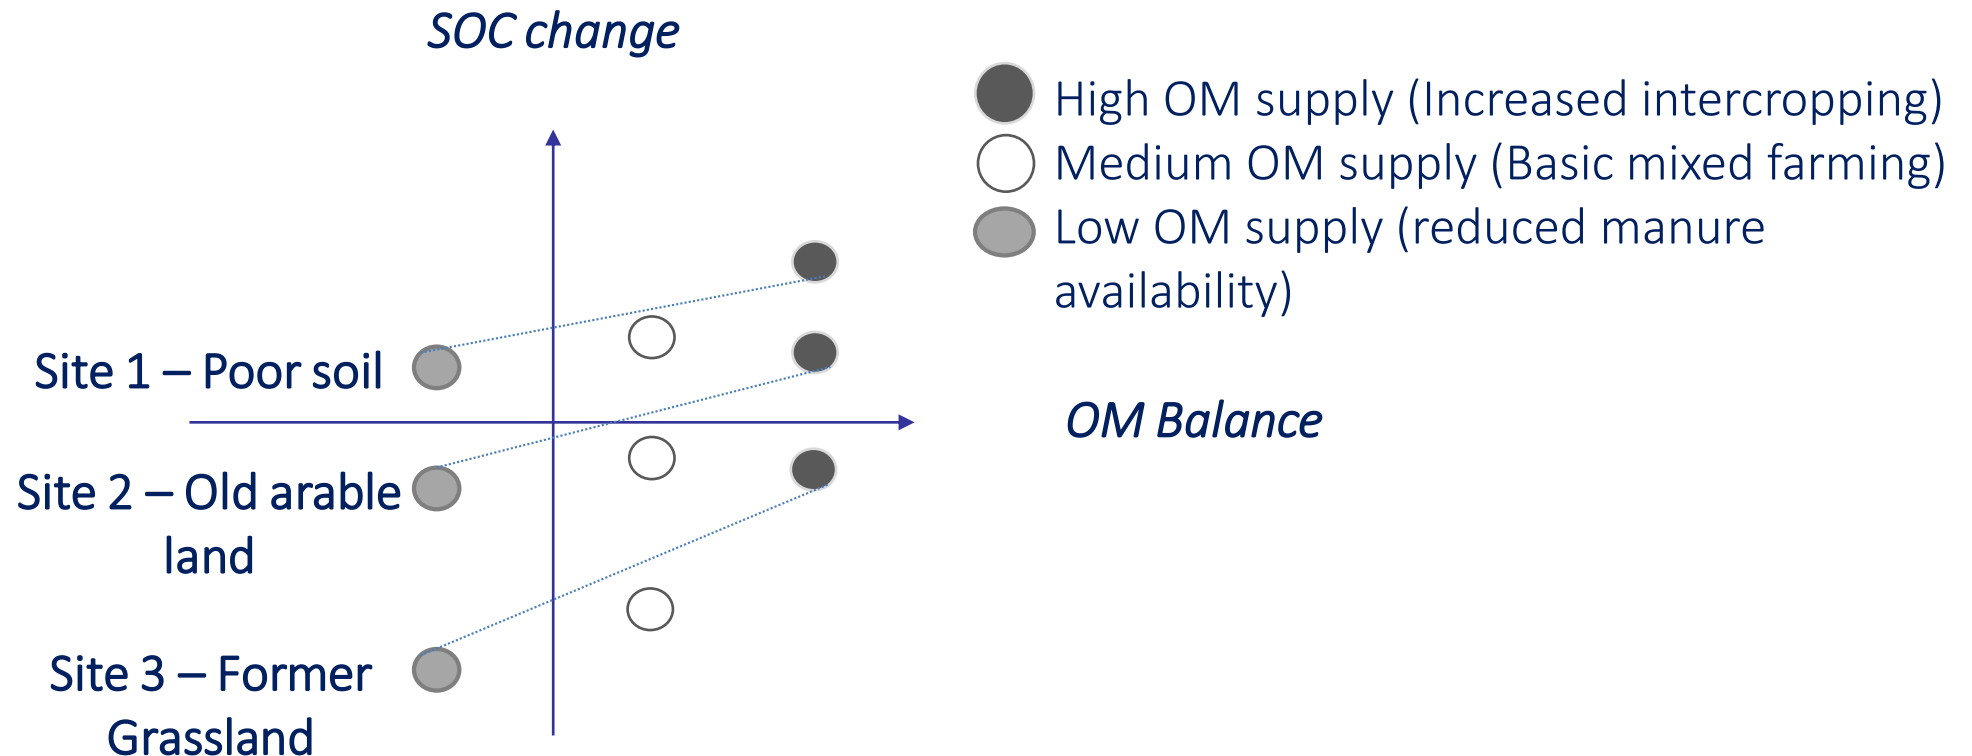 SOC change
High OM supply (Increased intercropping)
Medium OM supply (Basic mixed farming)
Low OM supply (reduced manure
availability)
Site 1 – Poor soil
OM Balance
Site 2 – Old arable
land
Site 3 – Former
Grassland